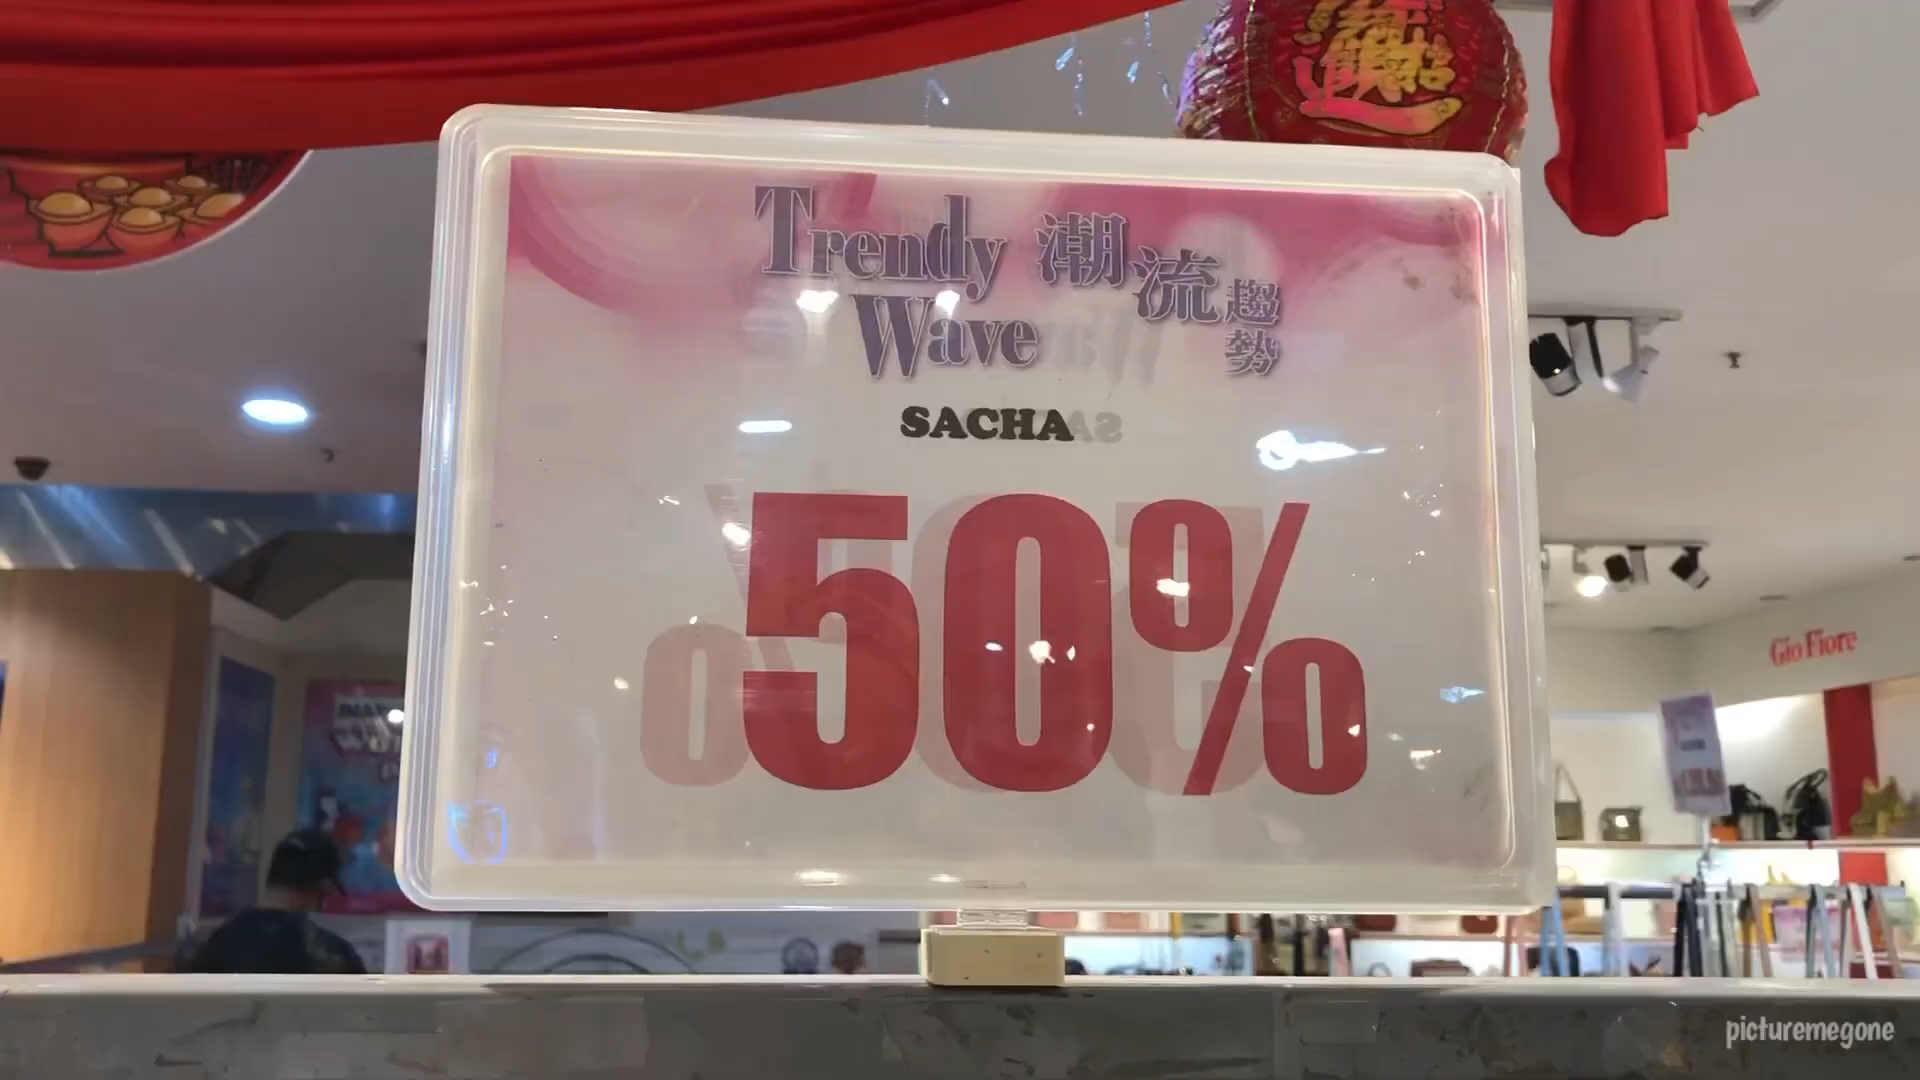 Trendy 潮流趨勢
Wave
SACHA
50%
Gio Fiore
picturemegone